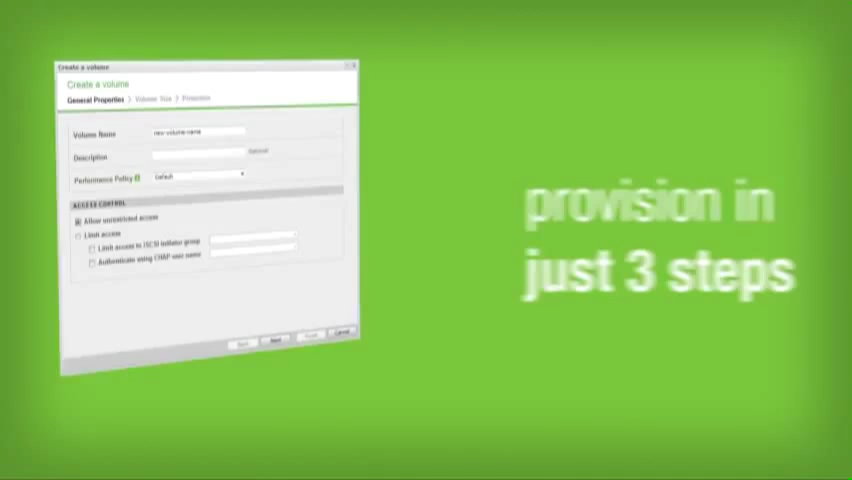 Create a volume
Create a volume
General Properties > Volume Size > Protection
Volume Name new-volume-name
Description Optional
Performance Policy Default
ACCESS CONTROL
Allow unrestricted access
Limit access
Limit access to iSCSI initiator group
Authenticate using CHAP user name
Back Next Finish Cancel
provision in
just 3 steps